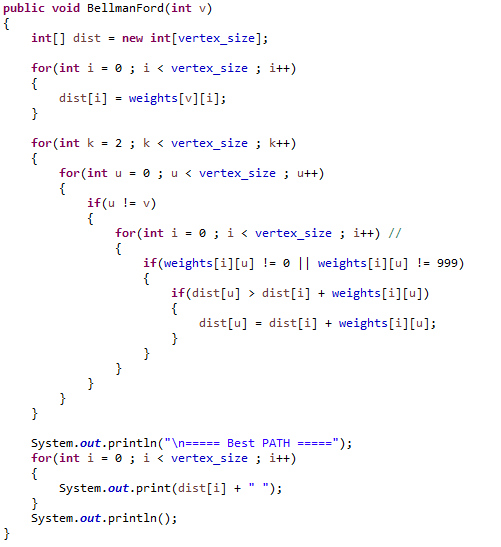 public void BellmanFord(int v)
{
    int[] dist = new int[vertex_size];

    for(int i = 0 ; i < vertex_size ; i++)
    {
        dist[i] = weights[v][i];
    }

    for(int k = 2 ; k < vertex_size ; k++)
    {
        for(int u = 0 ; u < vertex_size ; u++)
        {
            if(u != v)
            {
                for(int i = 0 ; i < vertex_size ; i++) //
                {
                    if(weights[i][u] != 0 || weights[i][u] != 999)
                    {
                        if(dist[u] > dist[i] + weights[i][u])
                        {
                            dist[u] = dist[i] + weights[i][u];
                        }
                    }
                }
            }
        }
    }

    System.out.println("\n===== Best PATH =====");
    for(int i = 0 ; i < vertex_size ; i++)
    {
        System.out.print(dist[i] + " ");
    }
    System.out.println();
}